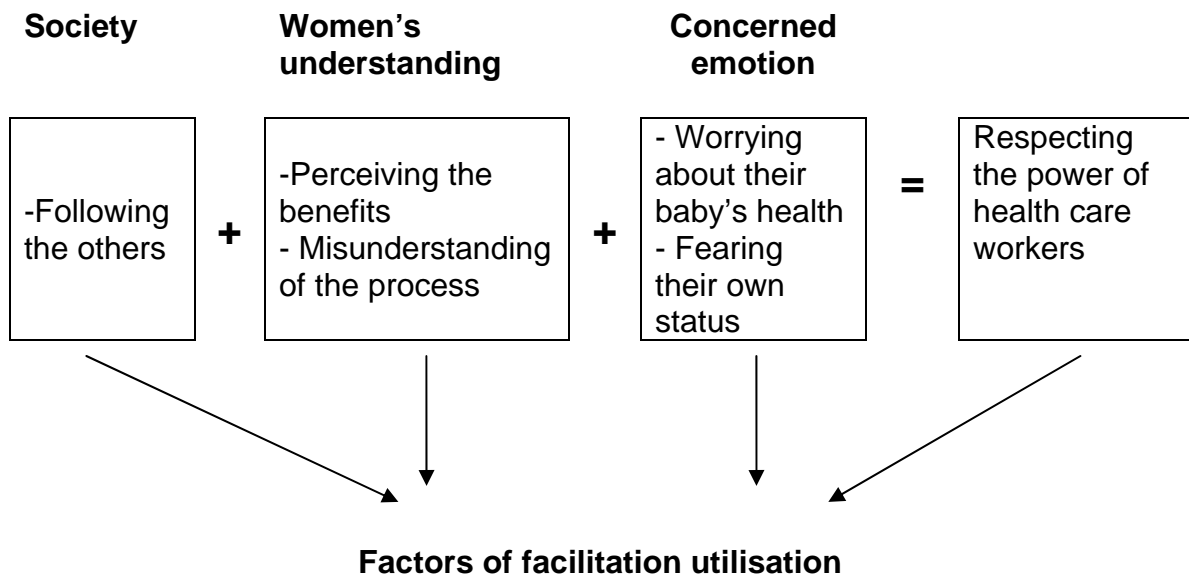 Society
Women’s
understanding
Concerned
emotion
-Following
the others
+
-Perceiving the
benefits
- Misunderstanding
of the process
+
- Worrying
about their
baby’s health
- Fearing
their own
status
=
Respecting
the power of
health care
workers
Factors of facilitation utilisation